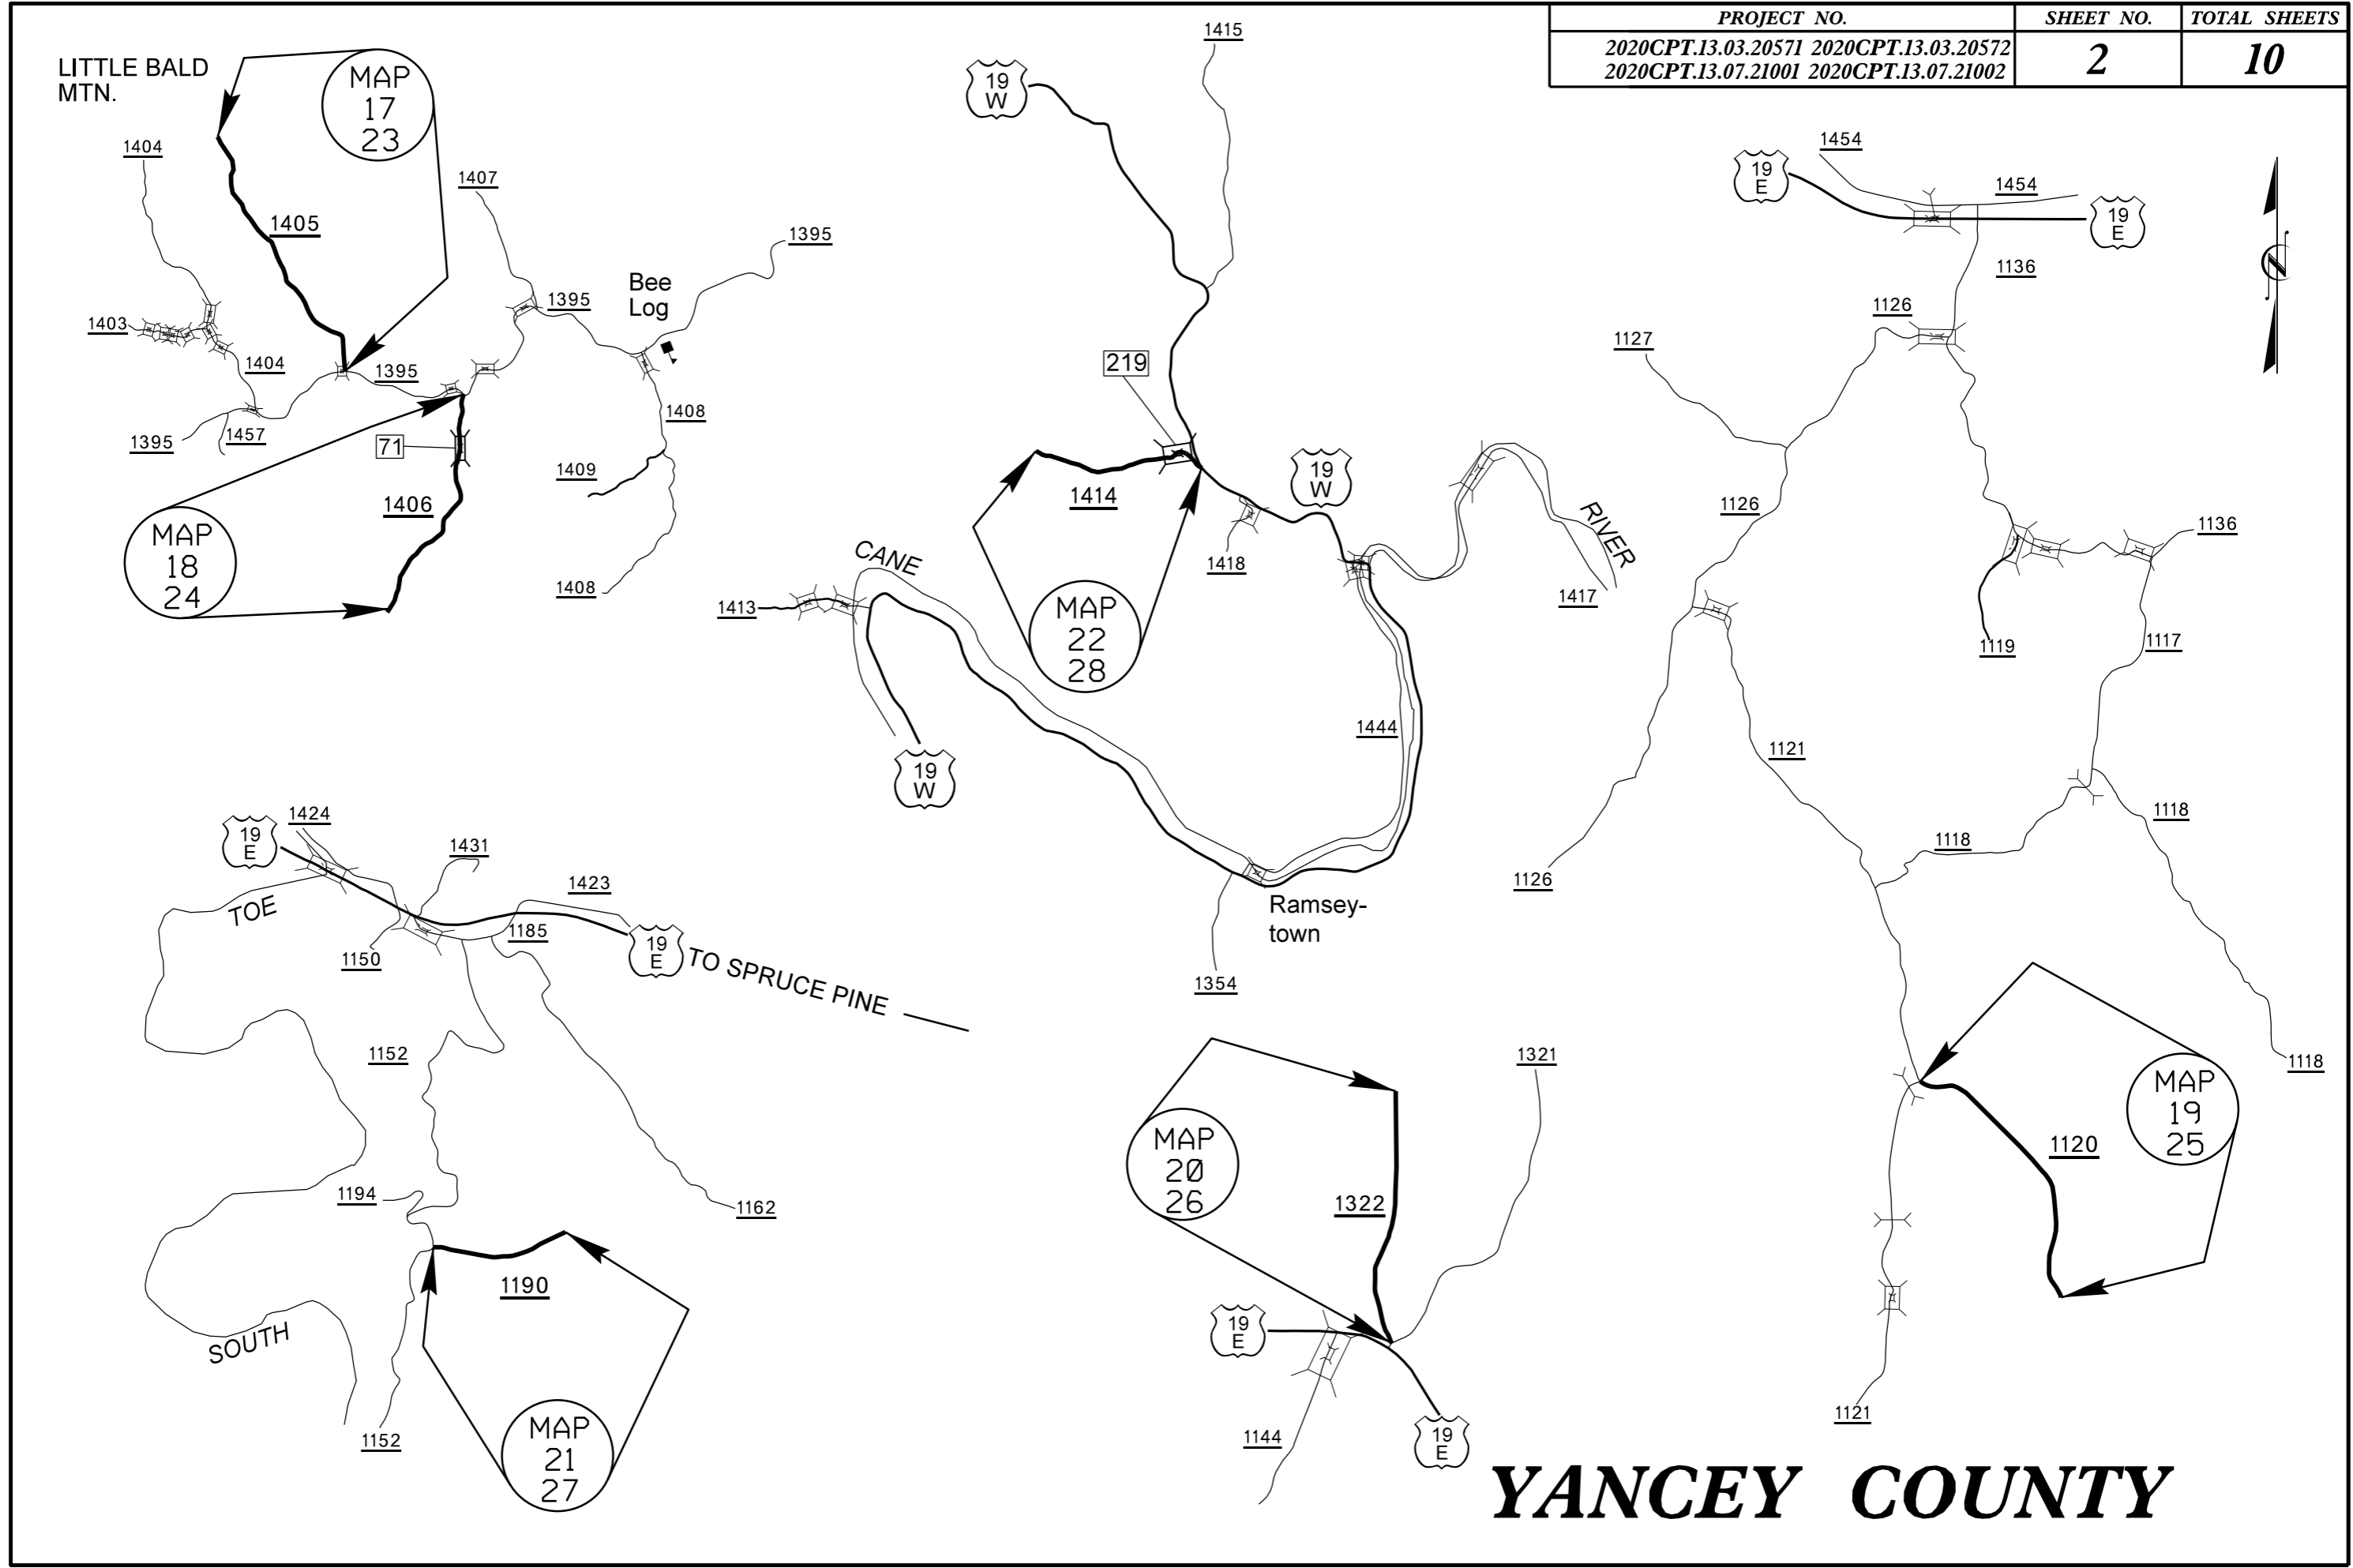 PROJECT NO. SHEET NO. TOTAL SHEETS
2020CPT.13.03.20571 2020CPT.13.03.20572
2020CPT.13.07.21001 2020CPT.13.07.21002
2
10
LITTLE BALD
MTN.
MAP
17
23
1404
1405
1407
1395
Bee
Log
1395
1403
1404
1395
1395
1457
71
1408
1409
1406
1408
MAP
18
24
1415
19
W
219
1414
19
W
1418
CANE
RIVER
1417
1413
MAP
22
28
1444
19
W
Ramsey-
town
1354
1454
19
E
1454
19
E
1136
1126
1127
1126
1136
1119
1117
1121
1118
1118
1126
1118
MAP
19
25
1120
1121
N
1424
19
E
1431
1423
TOE
1185
1150
19
E
TO SPRUCE PINE
1152
1194
1162
1190
SOUTH
1152
MAP
21
27
1321
MAP
20
26
1322
19
E
1144
19
E
YANCEY COUNTY